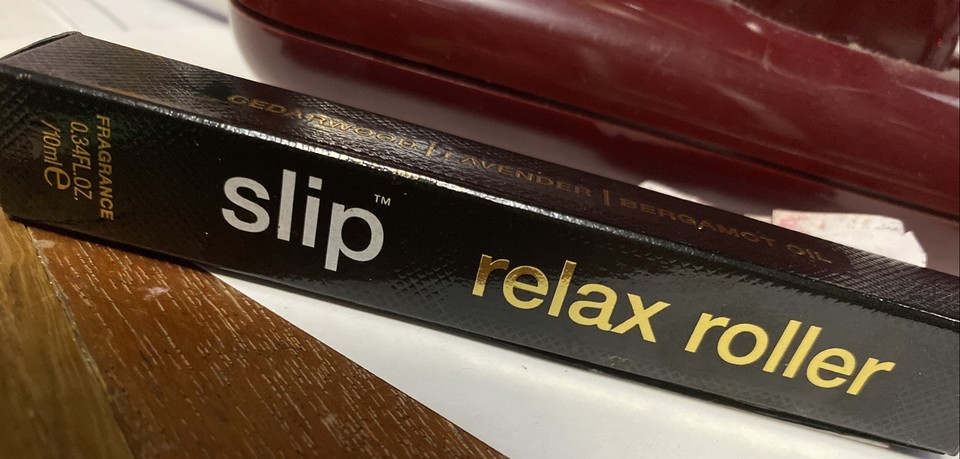 CEDARWOOD | LAVENDER | BERGAMOT OIL
slip™
relax roller
FRAGRANCE
0.34FL.OZ.
/10ml℮